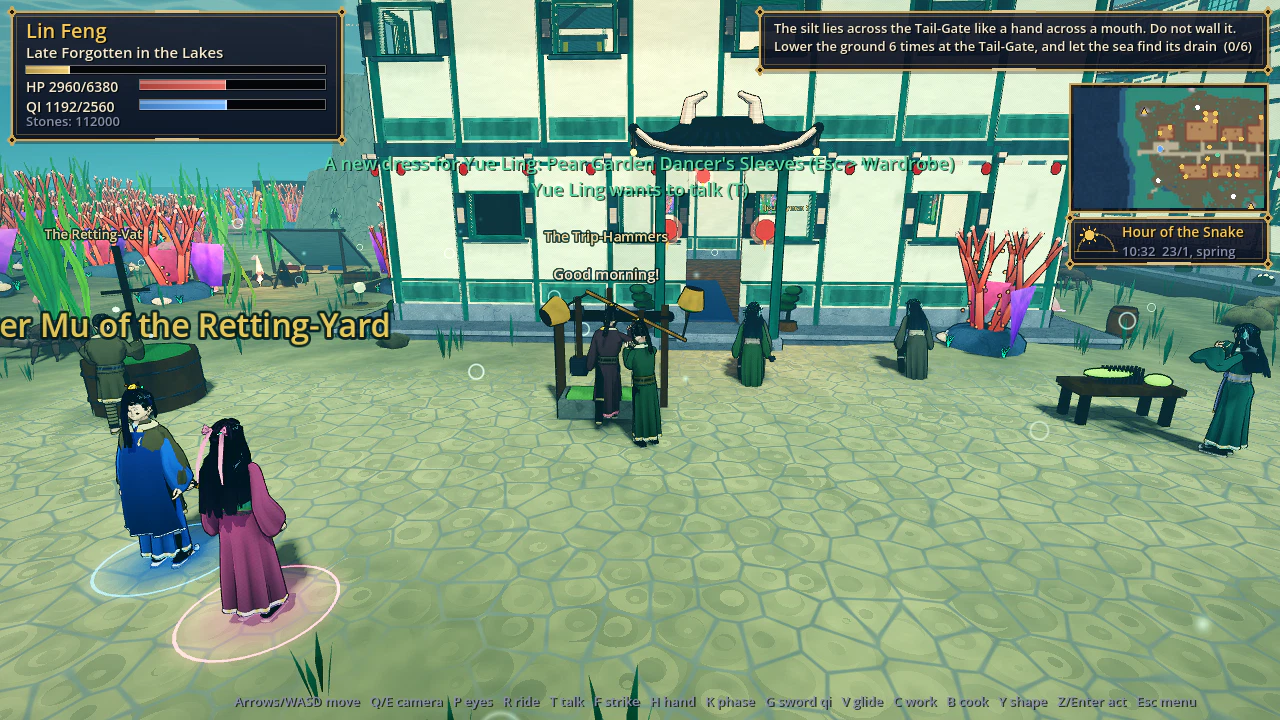 Lin Feng
Late Forgotten in the Lakes
HP 2960/6380
QI 1192/2560
Stones: 112000
The silt lies across the Tail-Gate like a hand across a mouth. Do not wall it.
Lower the ground 6 times at the Tail-Gate, and let the sea find its drain (0/6)
Hour of the Snake
10:32 23/1, spring
A new dress for Yue Ling: Pear Garden Dancer's Sleeves (Esc > Wardrobe)
Yue Ling wants to talk (T)
The Retting-Vat
The Trip-Hammers
Good morning!
er Mu of the Retting-Yard
Arrows/WASD move Q/E camera P eyes R ride T talk F strike H hand K phase G sword qi V glide C work B cook Y shape Z/Enter act Esc menu